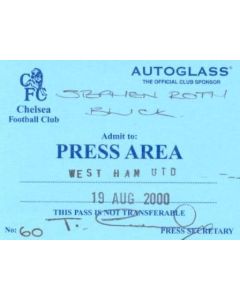 CFC
AUTOGLASS®
THE OFFICIAL CLUB SPONSOR
STEPHEN ROTH
Chelsea
Football Club
Admit to:
PRESS AREA
WEST HAM UTD
19 AUG 2000
THIS PASS IS NOT TRANSFERABLE
No: 60
PRESS SECRETARY